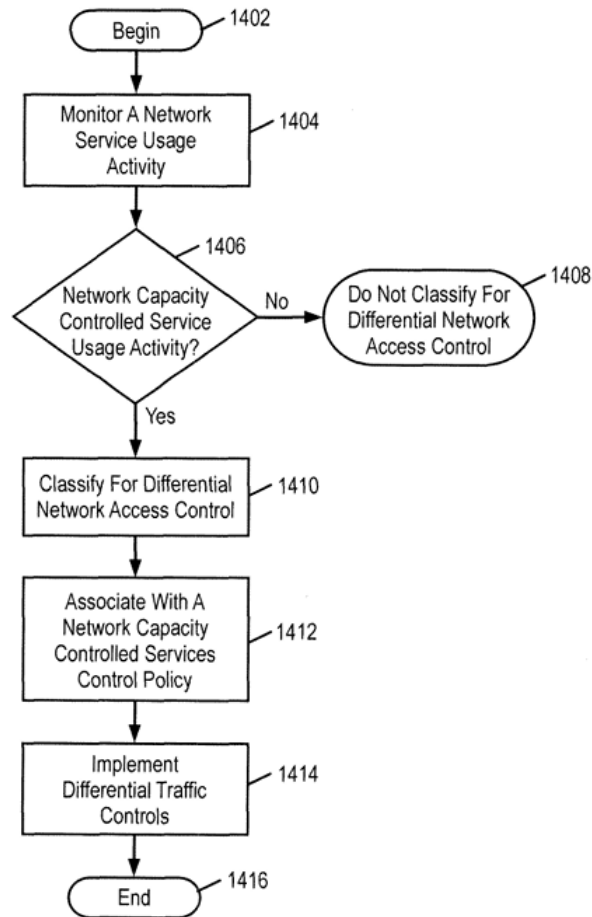 Begin
1402
Monitor A Network
Service Usage
Activity
1404
1406
Network Capacity
Controlled Service
Usage Activity?
No
Do Not Classify For
Differential Network
Access Control
1408
Yes
Classify For Differential
Network Access Control
1410
Associate With A
Network Capacity
Controlled Services
Control Policy
1412
Implement
Differential Traffic
Controls
1414
End
1416